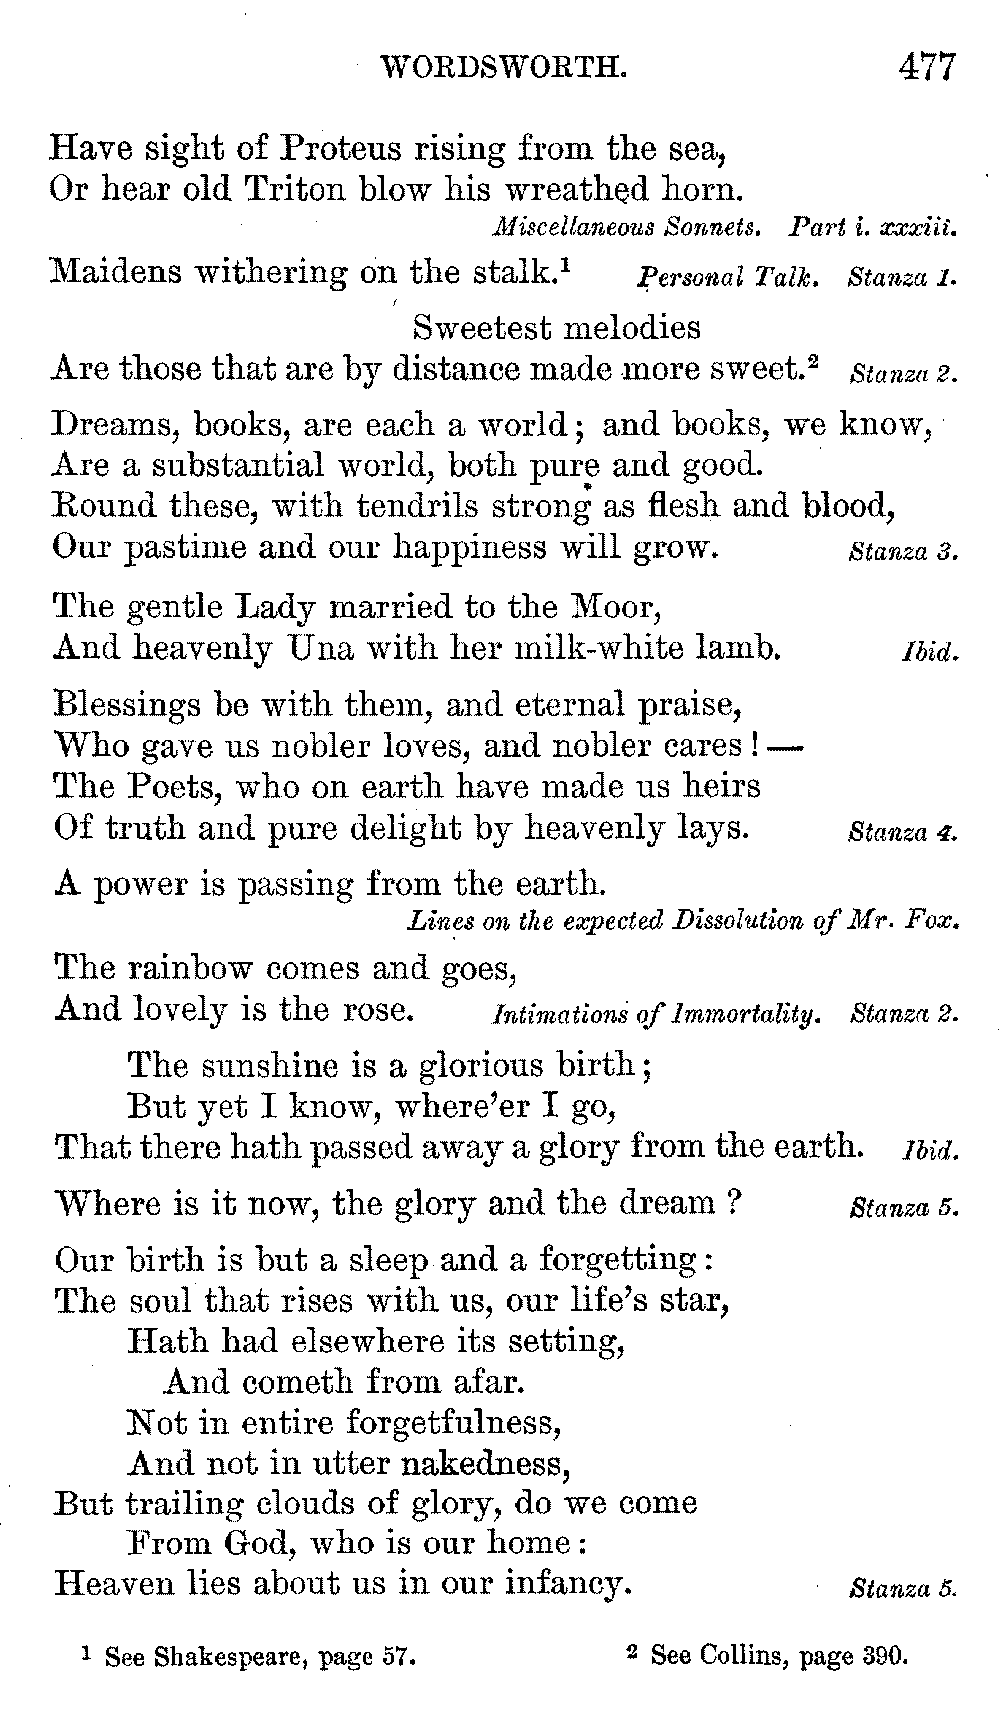 WORDSWORTH. 477
Have sight of Proteus rising from the sea,
Or hear old Triton blow his wreathed horn.
Miscellaneous Sonnets. Part i. xxxiii.
Maidens withering on the stalk.¹ Personal Talk. Stanza 1.
Sweetest melodies
Are those that are by distance made more sweet.² Stanza 2.
Dreams, books, are each a world; and books, we know,
Are a substantial world, both pure and good.
Round these, with tendrils strong as flesh and blood,
Our pastime and our happiness will grow. Stanza 3.
The gentle Lady married to the Moor,
And heavenly Una with her milk-white lamb. Ibid.
Blessings be with them, and eternal praise,
Who gave us nobler loves, and nobler cares! —
The Poets, who on earth have made us heirs
Of truth and pure delight by heavenly lays. Stanza 4.
A power is passing from the earth.
Lines on the expected Dissolution of Mr. Fox.
The rainbow comes and goes,
And lovely is the rose. Intimations of Immortality. Stanza 2.
The sunshine is a glorious birth;
But yet I know, where'er I go,
That there hath passed away a glory from the earth. Ibid.
Where is it now, the glory and the dream? Stanza 5.
Our birth is but a sleep and a forgetting:
The soul that rises with us, our life's star,
Hath had elsewhere its setting,
And cometh from afar.
Not in entire forgetfulness,
And not in utter nakedness,
But trailing clouds of glory, do we come
From God, who is our home:
Heaven lies about us in our infancy. Stanza 5.
¹ See Shakespeare, page 57. ² See Collins, page 390.